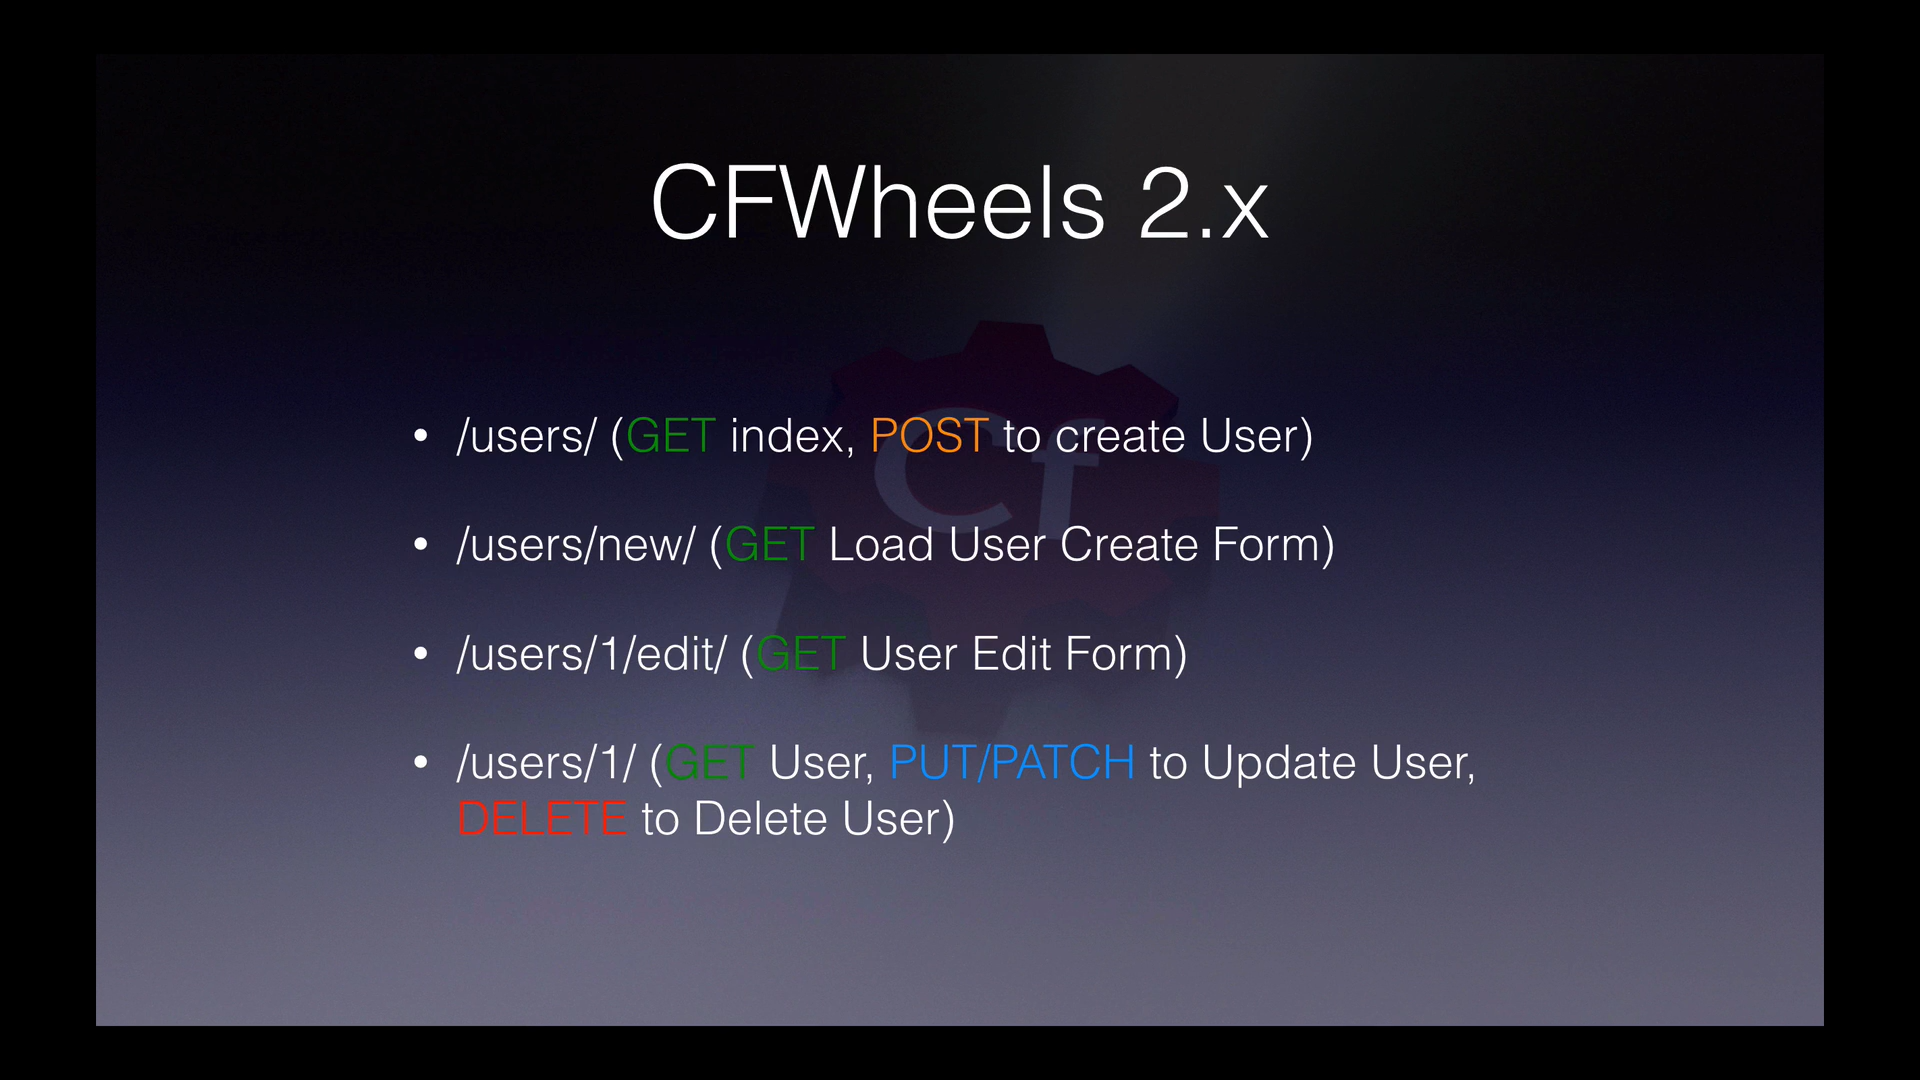 CFWheels 2.x
Cf
• /users/ (GET index, POST to create User)
• /users/new/ (GET Load User Create Form)
• /users/1/edit/ (GET User Edit Form)
• /users/1/ (GET User, PUT/PATCH to Update User,
DELETE to Delete User)